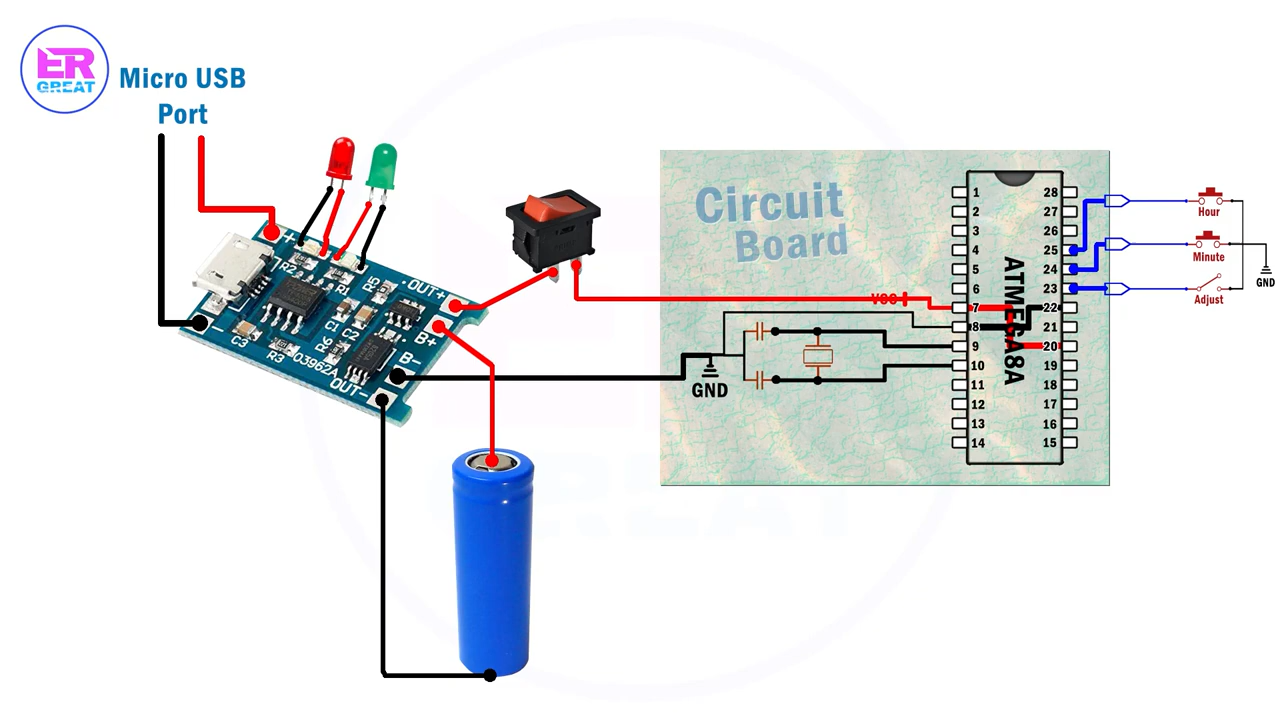 ER
GREAT
Micro USB
Port
+
R2
R1
R5
.OUT+
B+
C1
C2
R6
B-
OUT-
-
C3
R3
03962A
Circuit
Board
VCC
GND
ATMEGA8A
1
2
3
4
5
6
7
8
9
10
11
12
13
14
28
27
26
25
24
23
22
21
20
19
18
17
16
15
Hour
Minute
Adjust
GND